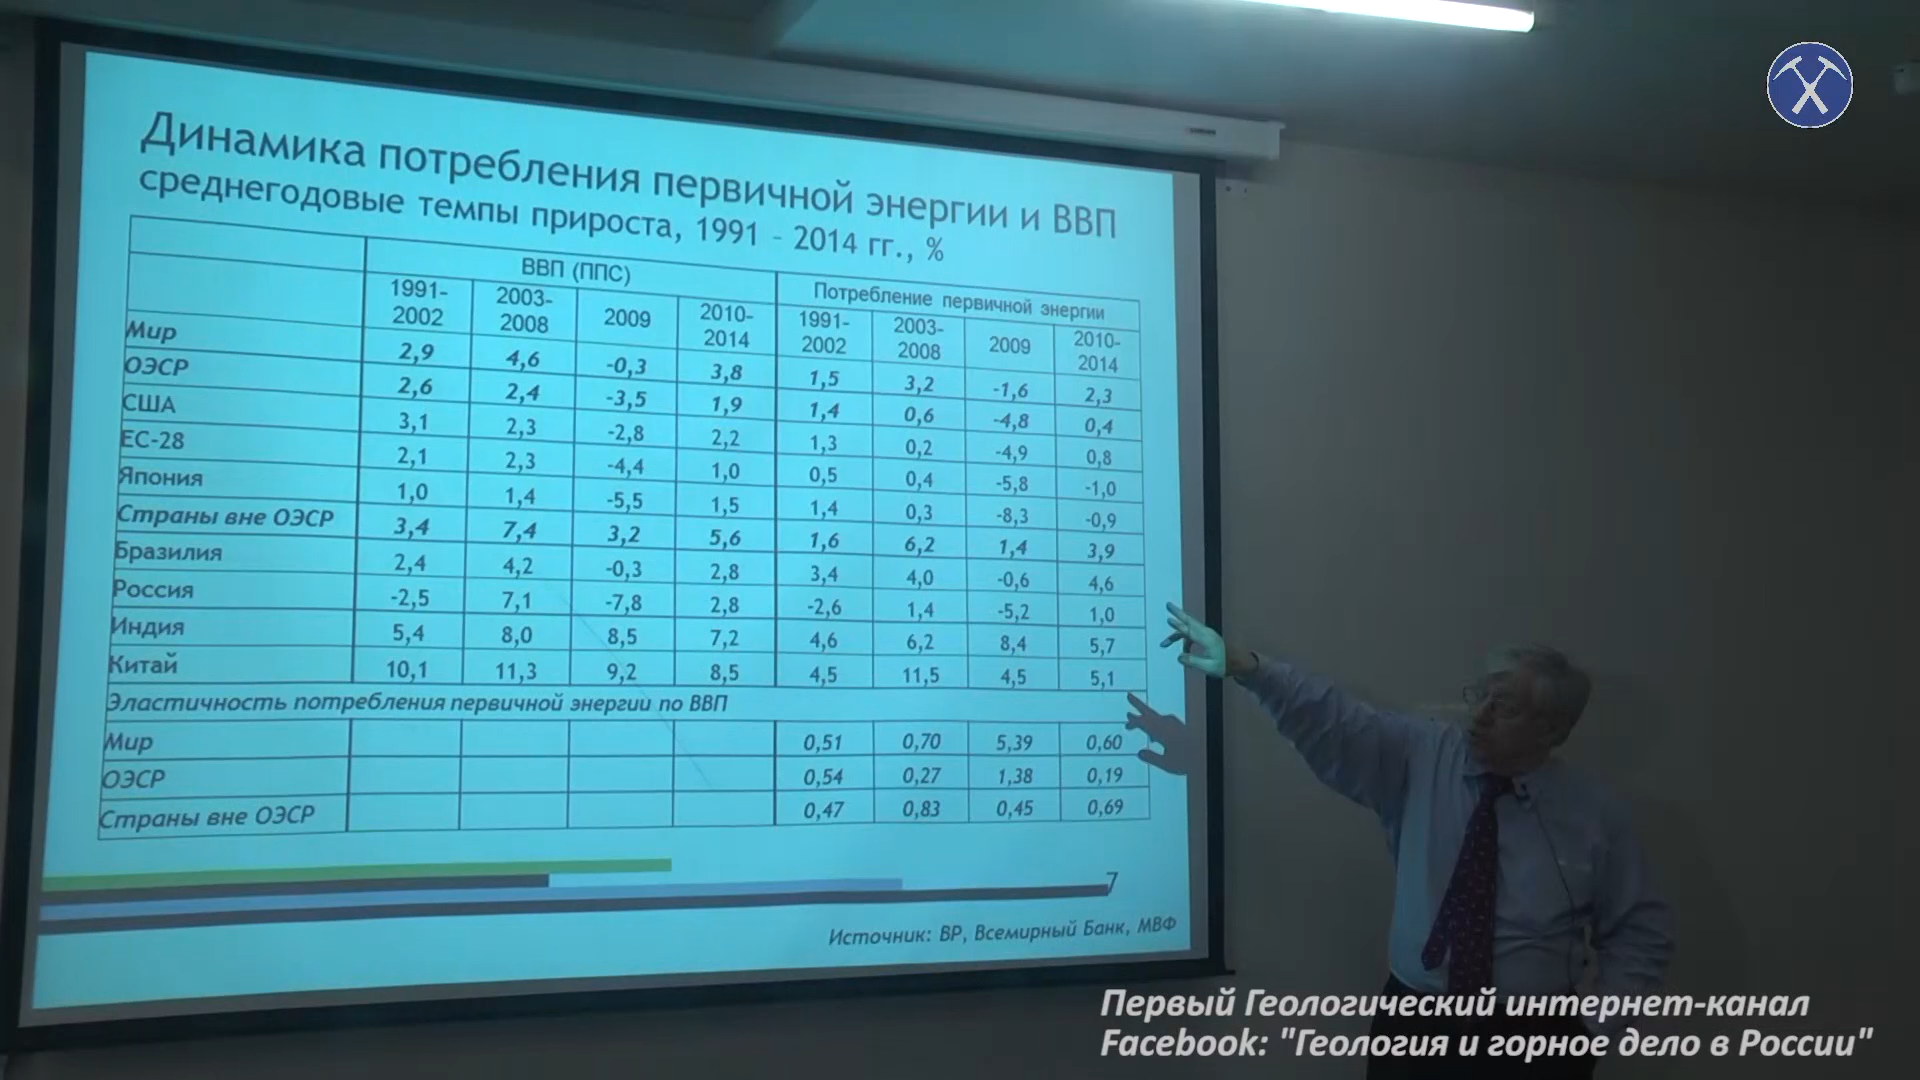 Динамика потребления первичной энергии и ВВП
среднегодовые темпы прироста, 1991 – 2014 гг., %
ВВП (ППС) Потребление первичной энергии
1991-2002 2003-2008 2009 2010-2014 1991-2002 2003-2008 2009 2010-2014
Мир 2,9 4,6 -0,3 3,8 1,5 3,2 -1,6 2,3
ОЭСР 2,6 2,4 -3,5 1,9 1,4 0,6 -4,8 0,4
США 3,1 2,3 -2,8 2,2 1,3 0,2 -4,9 0,8
ЕС-28 2,1 2,3 -4,4 1,0 0,5 0,4 -5,8 -1,0
Япония 1,0 1,4 -5,5 1,5 1,4 0,3 -8,3 -0,9
Страны вне ОЭСР 3,4 7,4 3,2 5,6 1,6 6,2 1,4 3,9
Бразилия 2,4 4,2 -0,3 2,8 3,4 4,0 -0,6 4,6
Россия -2,5 7,1 -7,8 2,8 -2,6 1,4 -5,2 1,0
Индия 5,4 8,0 8,5 7,2 4,6 6,2 8,4 5,7
Китай 10,1 11,3 9,2 8,5 4,5 11,5 4,5 5,1
Эластичность потребления первичной энергии по ВВП
Мир 0,51 0,70 5,39 0,60
ОЭСР 0,54 0,27 1,38 0,19
Страны вне ОЭСР 0,47 0,83 0,45 0,69
7
Источник: BP, Всемирный Банк, МВФ
Первый Геологический интернет-канал
Facebook: "Геология и горное дело в России"